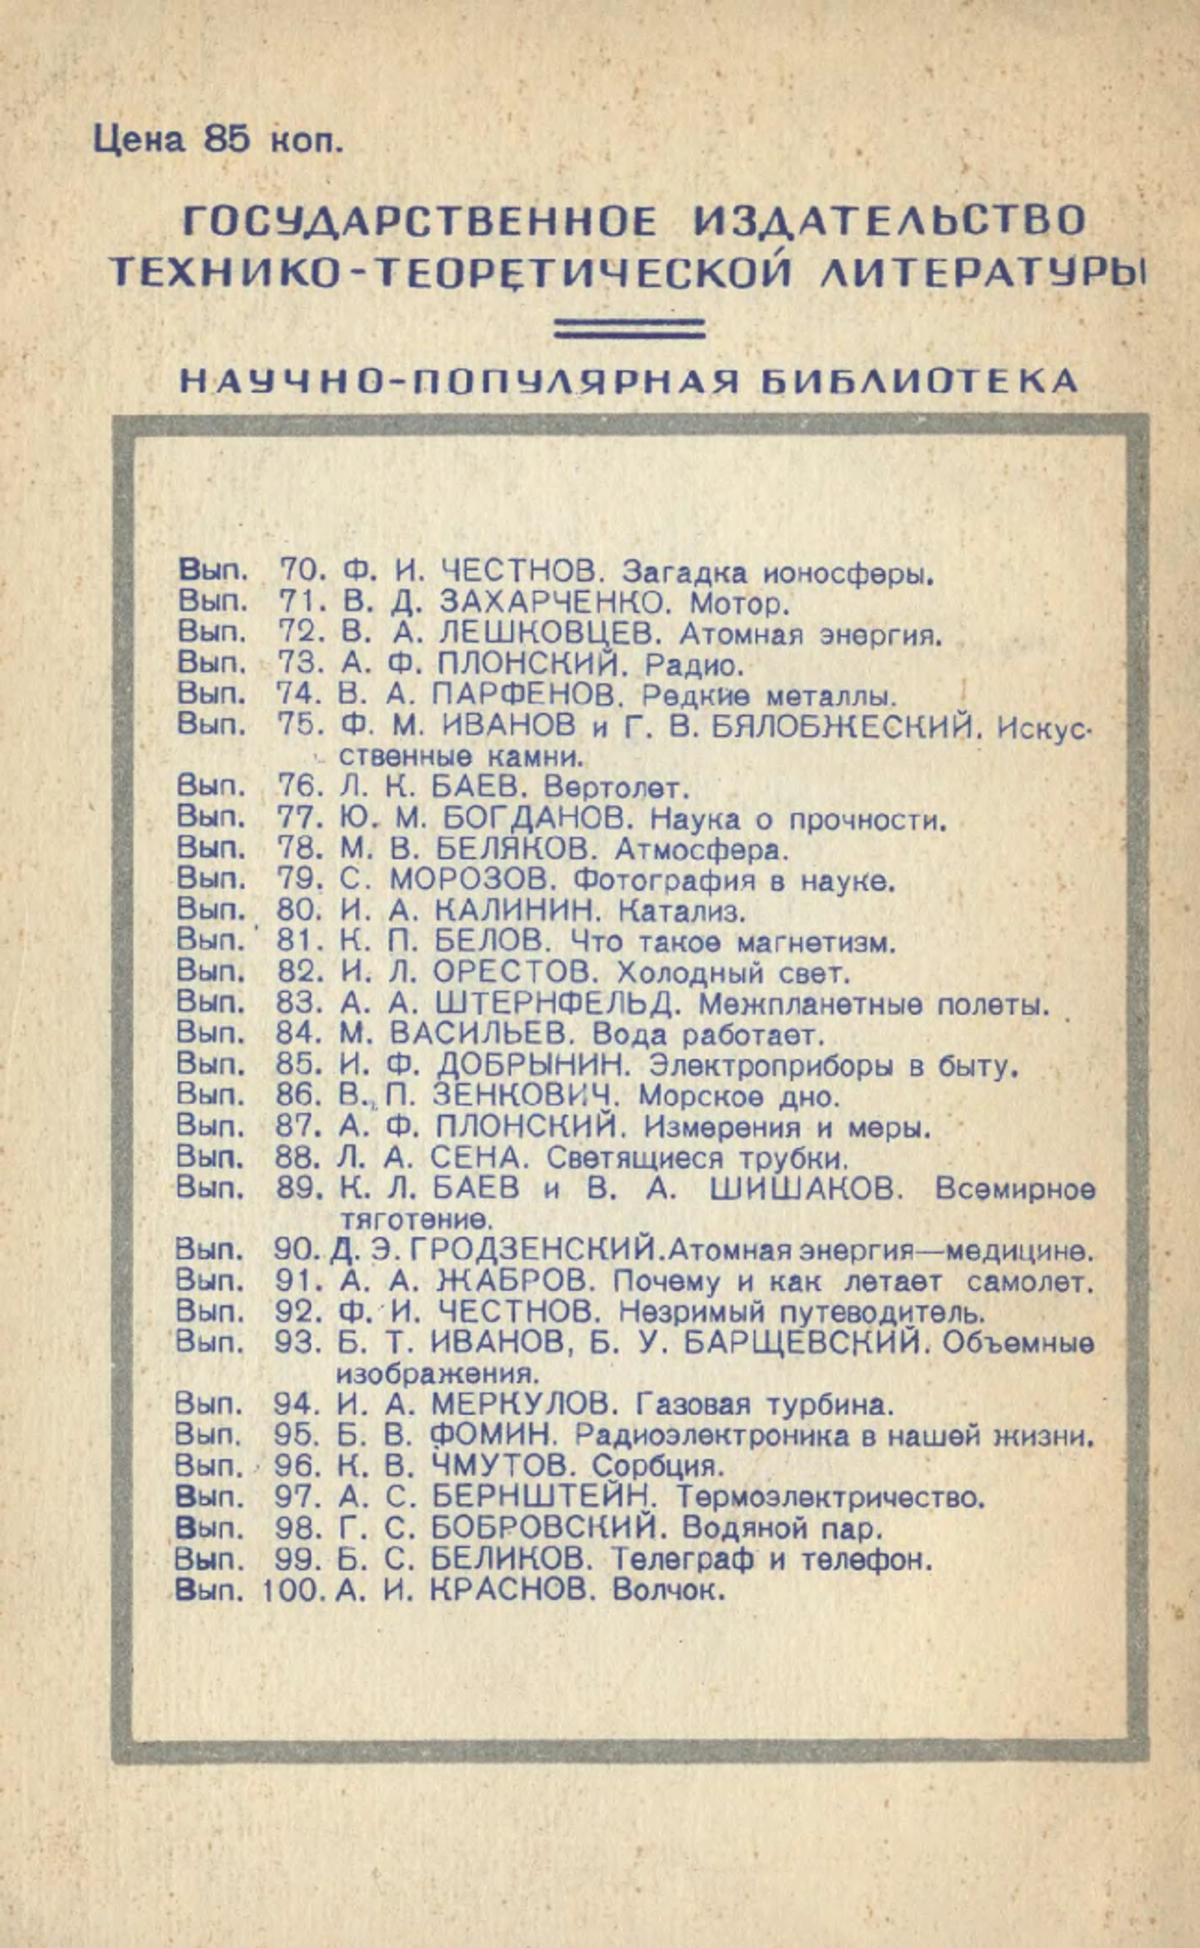 Цена 85 коп.
ГОСУДАРСТВЕННОЕ ИЗДАТЕЛЬСТВО
ТЕХНИКО-ТЕОРЕТИЧЕСКОЙ ЛИТЕРАТУРЫ
НАУЧНО-ПОПУЛЯРНАЯ БИБЛИОТЕКА
Вып. 70. Ф. И. ЧЕСТНОВ. Загадка ионосферы.
Вып. 71. В. Д. ЗАХАРЧЕНКО. Мотор.
Вып. 72. В. А. ЛЕШКОВЦЕВ. Атомная энергия.
Вып. 73. А. Ф. ПЛОНСКИЙ. Радио.
Вып. 74. В. А. ПАРФЕНОВ. Редкие металлы.
Вып. 75. Ф. М. ИВАНОВ и Г. В. БЯЛОБЖЕСКИЙ. Искус-
ственные камни.
Вып. 76. Л. К. БАЕВ. Вертолет.
Вып. 77. Ю. М. БОГДАНОВ. Наука о прочности.
Вып. 78. М. В. БЕЛЯКОВ. Атмосфера.
Вып. 79. С. МОРОЗОВ. Фотография в науке.
Вып. 80. И. А. КАЛИНИН. Катализ.
Вып. 81. К. П. БЕЛОВ. Что такое магнетизм.
Вып. 82. И. Л. ОРЕСТОВ. Холодный свет.
Вып. 83. А. А. ШТЕРНФЕЛЬД. Межпланетные полеты.
Вып. 84. М. ВАСИЛЬЕВ. Вода работает.
Вып. 85. И. Ф. ДОБРЫНИН. Электроприборы в быту.
Вып. 86. В. П. ЗЕНКОВИЧ. Морское дно.
Вып. 87. А. Ф. ПЛОНСКИЙ. Измерения и меры.
Вып. 88. Л. А. СЕНА. Светящиеся трубки.
Вып. 89. К. Л. БАЕВ и В. А. ШИШАКОВ. Всемирное
тяготение.
Вып. 90. Д. Э. ГРОДЗЕНСКИЙ. Атомная энергия—медицине.
Вып. 91. А. А. ЖАБРОВ. Почему и как летает самолет.
Вып. 92. Ф. И. ЧЕСТНОВ. Незримый путеводитель.
Вып. 93. Б. Т. ИВАНОВ, Б. У. БАРЩЕВСКИЙ. Объемные
изображения.
Вып. 94. И. А. МЕРКУЛОВ. Газовая турбина.
Вып. 95. Б. В. ФОМИН. Радиоэлектроника в нашей жизни.
Вып. 96. К. В. ЧМУТОВ. Сорбция.
Вып. 97. А. С. БЕРНШТЕЙН. Термоэлектричество.
Вып. 98. Г. С. БОБРОВСКИЙ. Водяной пар.
Вып. 99. Б. С. БЕЛИКОВ. Телеграф и телефон.
Вып. 100. А. И. КРАСНОВ. Волчок.